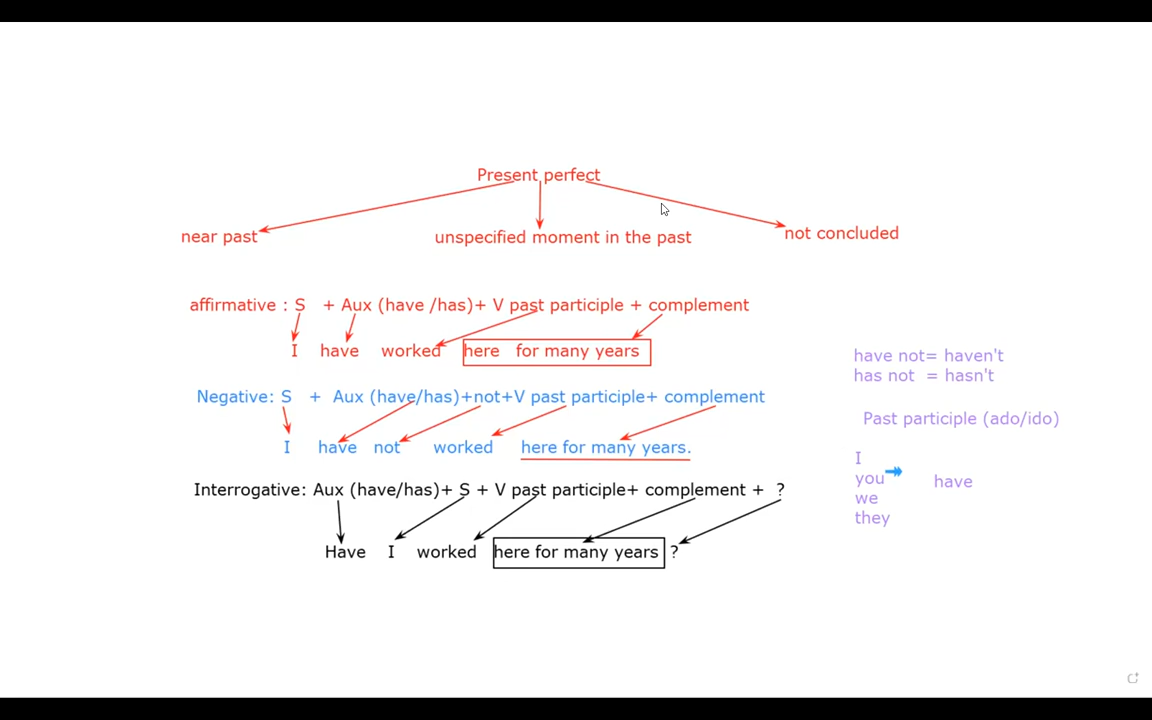 Present perfect
near past
unspecified moment in the past
not concluded
affirmative : S + Aux (have /has)+ V past participle + complement
I have worked here for many years
Negative: S + Aux (have/has)+not+V past participle+ complement
I have not worked here for many years.
Interrogative: Aux (have/has)+ S + V past participle+ complement + ?
Have I worked here for many years ?
have not= haven't
has not = hasn't
Past participle (ado/ido)
I
you
we
they
have